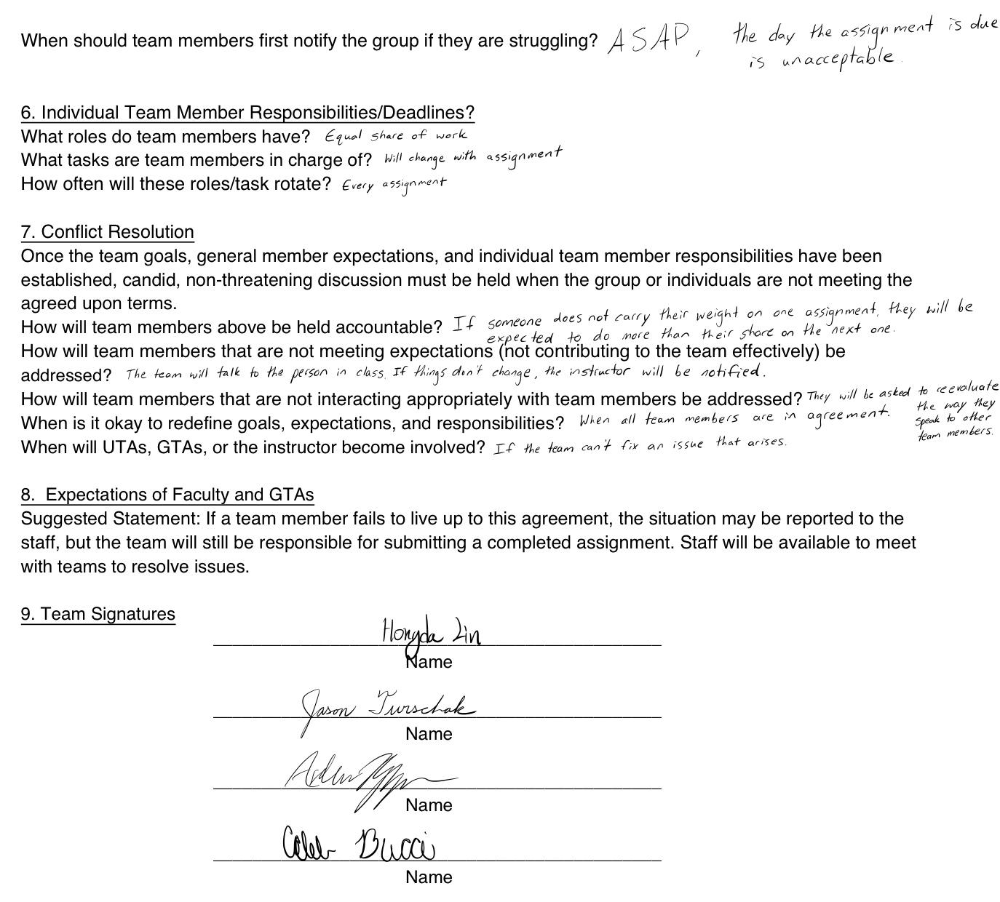 When should team members first notify the group if they are struggling? ASAP, the day the assignment is due
is unacceptable.
6. Individual Team Member Responsibilities/Deadlines?
What roles do team members have? Equal share of work
What tasks are team members in charge of? Will change with assignment
How often will these roles/task rotate? Every assignment
7. Conflict Resolution
Once the team goals, general member expectations, and individual team member responsibilities have been
established, candid, non-threatening discussion must be held when the group or individuals are not meeting the
agreed upon terms.
How will team members above be held accountable? If someone does not carry their weight on one assignment, they will be
expected to do more than their share on the next one.
How will team members that are not meeting expectations (not contributing to the team effectively) be
addressed? The team will talk to the person in class. If things don't change, the instructor will be notified.
How will team members that are not interacting appropriately with team members be addressed? They will be asked to reevaluate
the way they
speak to other
team members.
When is it okay to redefine goals, expectations, and responsibilities? When all team members are in agreement.
When will UTAs, GTAs, or the instructor become involved? If the team can't fix an issue that arises.
8. Expectations of Faculty and GTAs
Suggested Statement: If a team member fails to live up to this agreement, the situation may be reported to the
staff, but the team will still be responsible for submitting a completed assignment. Staff will be available to meet
with teams to resolve issues.
9. Team Signatures
Hongda Lin
Name
Jason Turschak
Name
Name
Caleb Bucci
Name